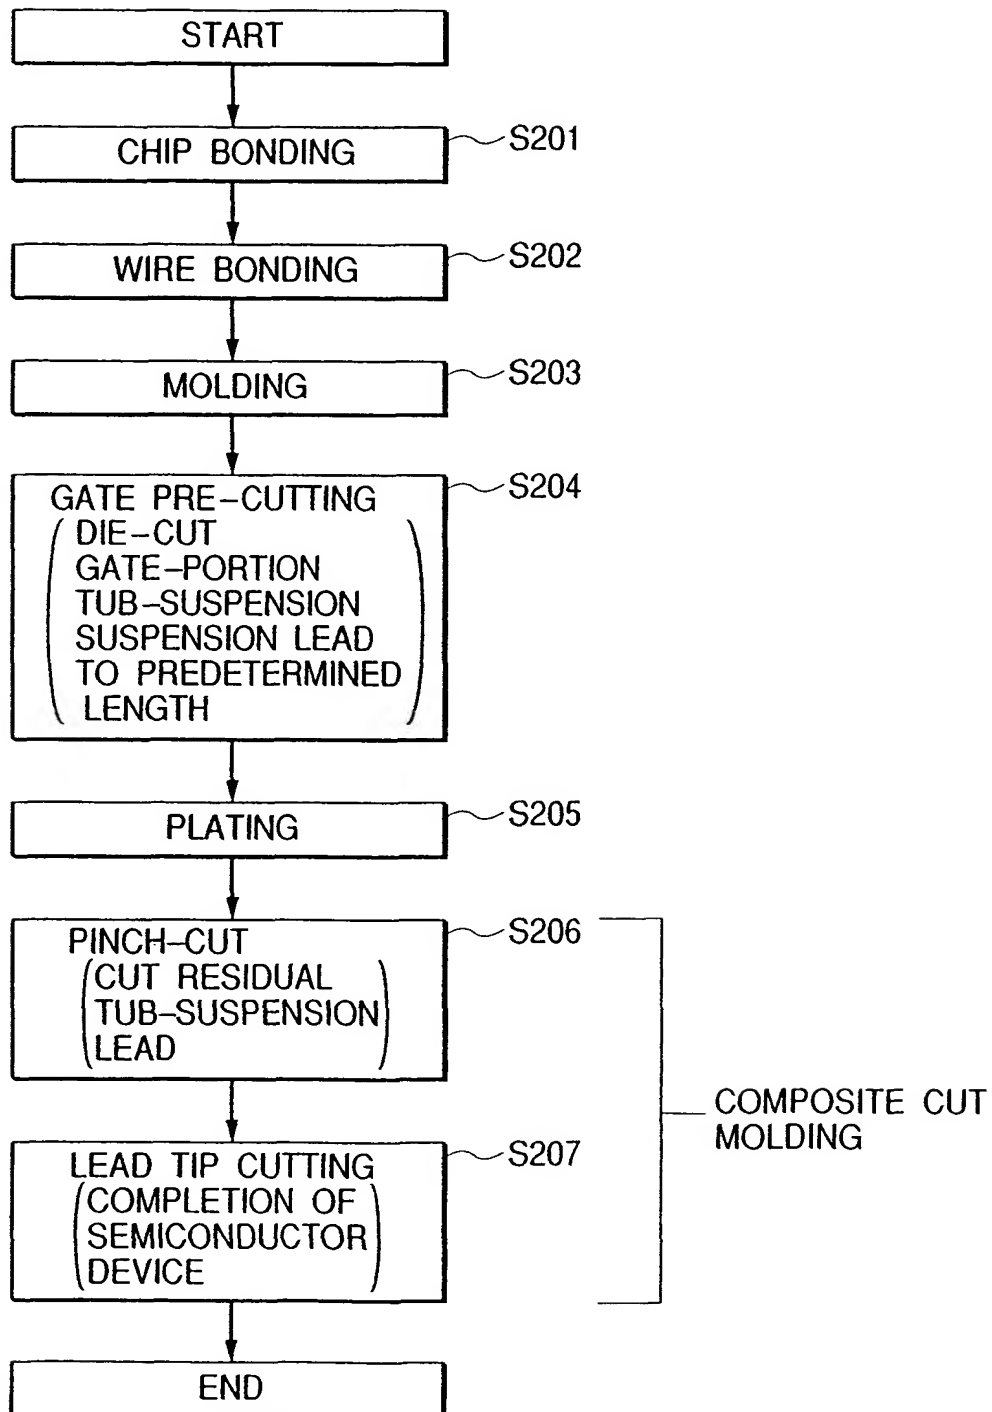 START
CHIP BONDING
S201
WIRE BONDING
S202
MOLDING
S203
GATE PRE-CUTTING
S204
DIE-CUT
GATE-PORTION
TUB-SUSPENSION
SUSPENSION LEAD
TO PREDETERMINED
LENGTH
PLATING
S205
PINCH-CUT
S206
CUT RESIDUAL
TUB-SUSPENSION
LEAD
COMPOSITE CUT
MOLDING
LEAD TIP CUTTING
S207
COMPLETION OF
SEMICONDUCTOR
DEVICE
END